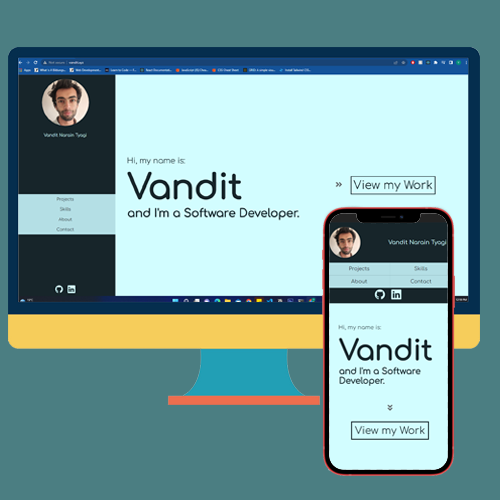 Vandit Narain Tyagi
Projects
Skills
About
Contact
Hi, my name is:
Vandit
and I'm a Software Developer.
» View my Work
Vandit Narain Tyagi
Projects
Skills
About
Contact
Hi, my name is:
Vandit
and I'm a Software
Developer.
View my Work